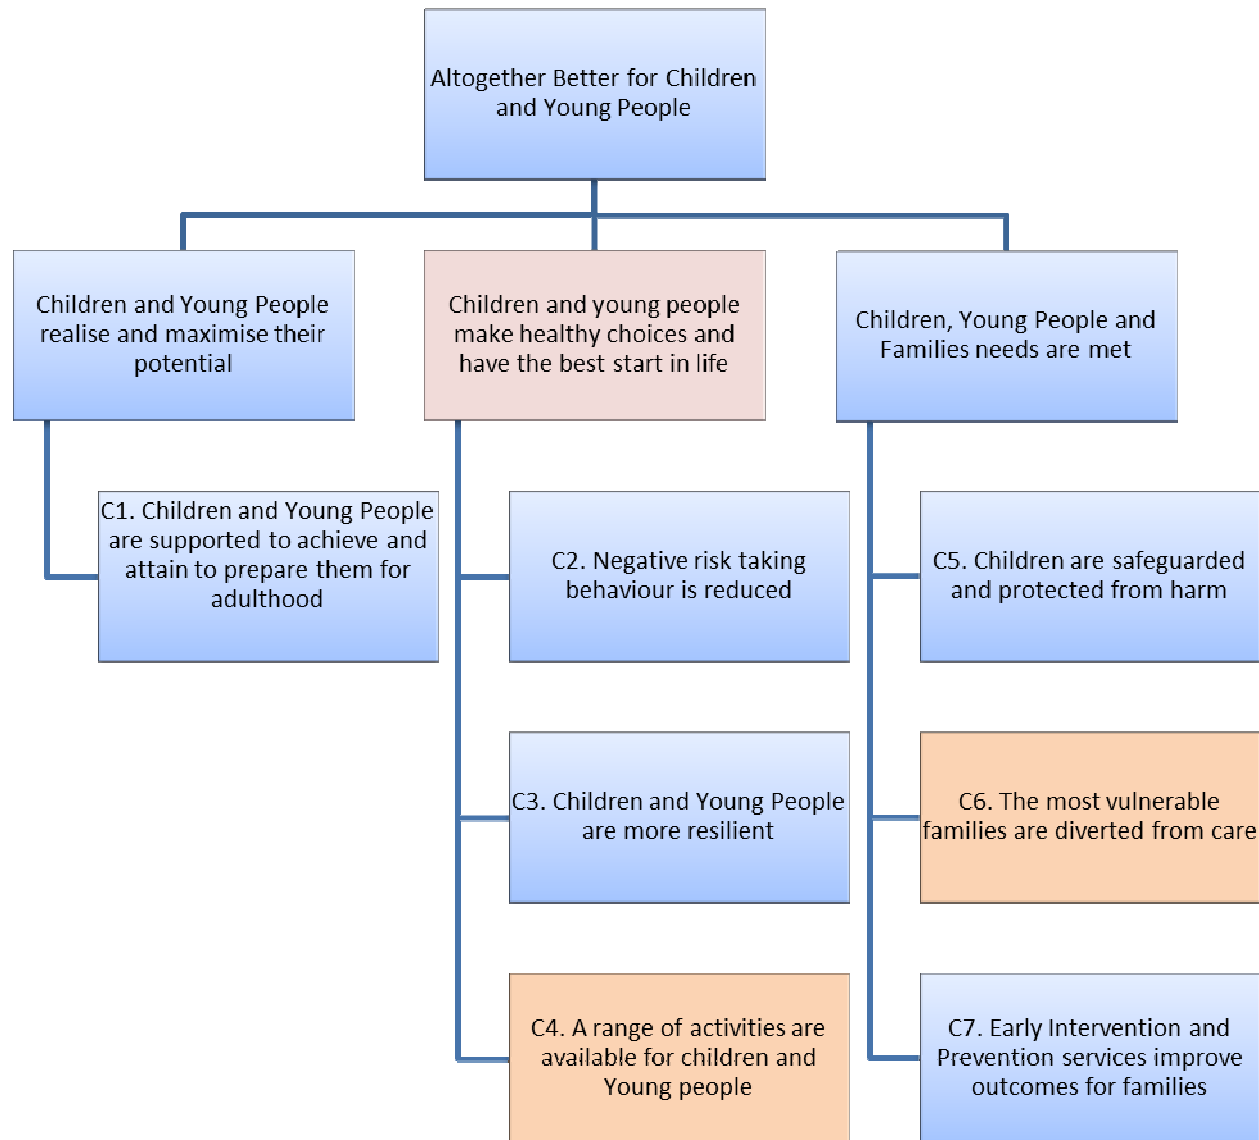 Altogether Better for Children
and Young People
Children and Young People
realise and maximise their
potential
Children and young people
make healthy choices and
have the best start in life
Children, Young People and
Families needs are met
C1. Children and Young People
are supported to achieve and
attain to prepare them for
adulthood
C2. Negative risk taking
behaviour is reduced
C5. Children are safeguarded
and protected from harm
C3. Children and Young People
are more resilient
C6. The most vulnerable
families are diverted from care
C4. A range of activities are
available for children and
Young people
C7. Early Intervention and
Prevention services improve
outcomes for families